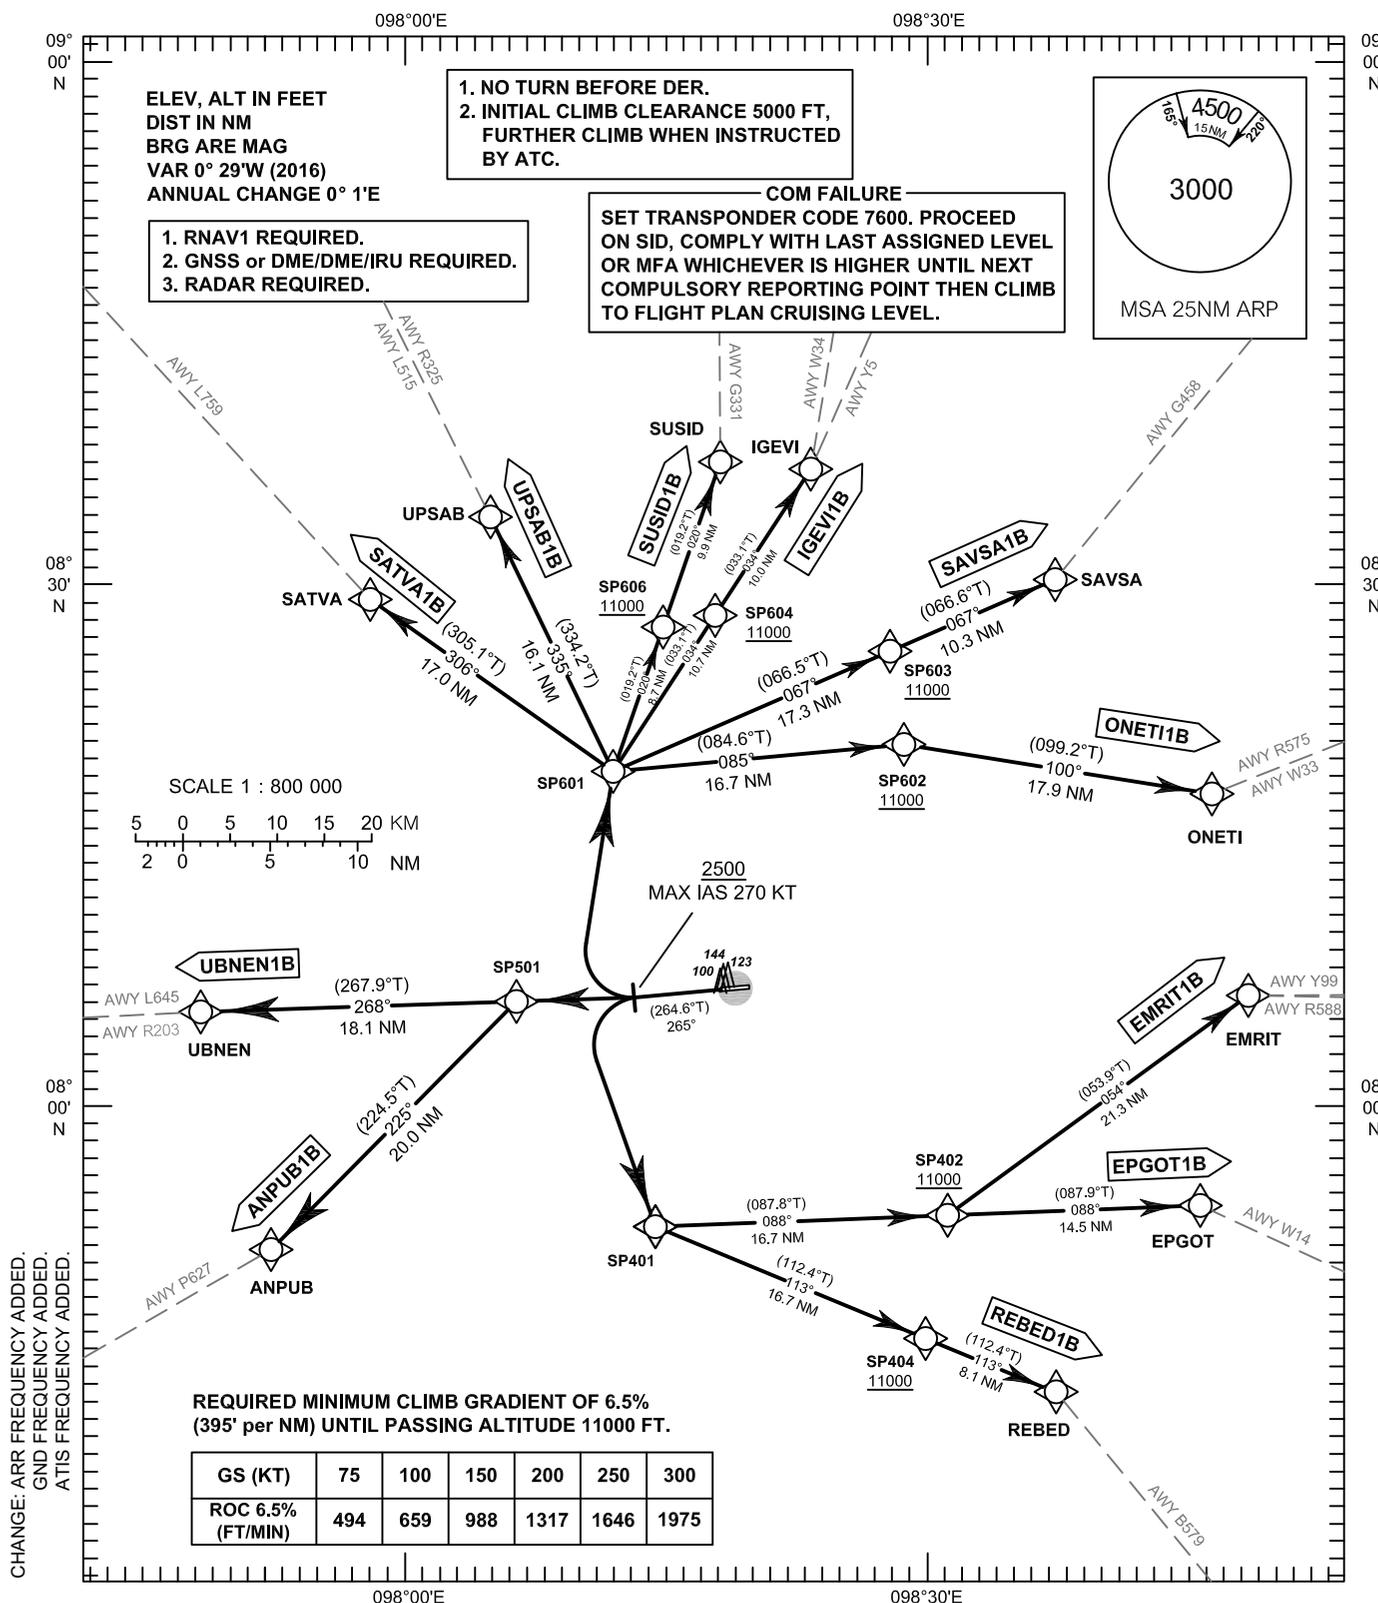 098°00'E
098°30'E
09°
00'
N
09
00'
N
ELEV, ALT IN FEET
DIST IN NM
BRG ARE MAG
VAR 0° 29'W (2016)
ANNUAL CHANGE 0° 1'E
1. NO TURN BEFORE DER.
2. INITIAL CLIMB CLEARANCE 5000 FT,
FURTHER CLIMB WHEN INSTRUCTED
BY ATC.
165°
4500
15NM
220°
3000
MSA 25NM ARP
1. RNAV1 REQUIRED.
2. GNSS or DME/DME/IRU REQUIRED.
3. RADAR REQUIRED.
COM FAILURE
SET TRANSPONDER CODE 7600. PROCEED
ON SID, COMPLY WITH LAST ASSIGNED LEVEL
OR MFA WHICHEVER IS HIGHER UNTIL NEXT
COMPULSORY REPORTING POINT THEN CLIMB
TO FLIGHT PLAN CRUISING LEVEL.
AWY L759
AWY R325
AWY L515
AWY G331
AWY W34
AWY Y5
AWY G458
SUSID
IGEVI
UPSAB
SATVA
SAVSA
SATVA1B
UPSAB1B
SUSID1B
IGEVI1B
SAVSA1B
08°
30'
N
08
30'
N
(019.2°T)
020°
9.9 NM
(033.1°T)
034°
10.0 NM
(066.6°T)
067°
10.3 NM
SP606
11000
SP604
11000
SP603
11000
(305.1°T)
306°
17.0 NM
(334.2°T)
335°
16.1 NM
(019.2°T)
020°
8.7 NM
(033.1°T)
034°
10.7 NM
(066.5°T)
067°
17.3 NM
(084.6°T)
085°
16.7 NM
SP601
SP602
11000
(099.2°T)
100°
17.9 NM
ONETI1B
ONETI
AWY R575
AWY W33
SCALE 1 : 800 000
5 0 5 10 15 20 KM
2 0 5 10 NM
2500
MAX IAS 270 KT
144
100
123
(264.6°T)
265°
SP501
UBNEN1B
AWY L645
AWY R203
UBNEN
(267.9°T)
268°
18.1 NM
(224.5°T)
225°
20.0 NM
ANPUB1B
ANPUB
AWY P627
EMRIT1B
AWY Y99
AWY R588
EMRIT
(053.9°T)
054°
21.3 NM
08°
00'
N
08
00'
N
SP402
11000
EPGOT1B
(087.9°T)
088°
14.5 NM
EPGOT
AWY W14
(087.8°T)
088°
16.7 NM
SP401
(112.4°T)
113°
16.7 NM
SP404
11000
REBED1B
(112.4°T)
113°
8.1 NM
REBED
AWY B579
REQUIRED MINIMUM CLIMB GRADIENT OF 6.5%
(395' per NM) UNTIL PASSING ALTITUDE 11000 FT.
GS (KT) 75 100 150 200 250 300
ROC 6.5%
(FT/MIN) 494 659 988 1317 1646 1975
CHANGE: ARR FREQUENCY ADDED.
GND FREQUENCY ADDED.
ATIS FREQUENCY ADDED.
098°00'E
098°30'E